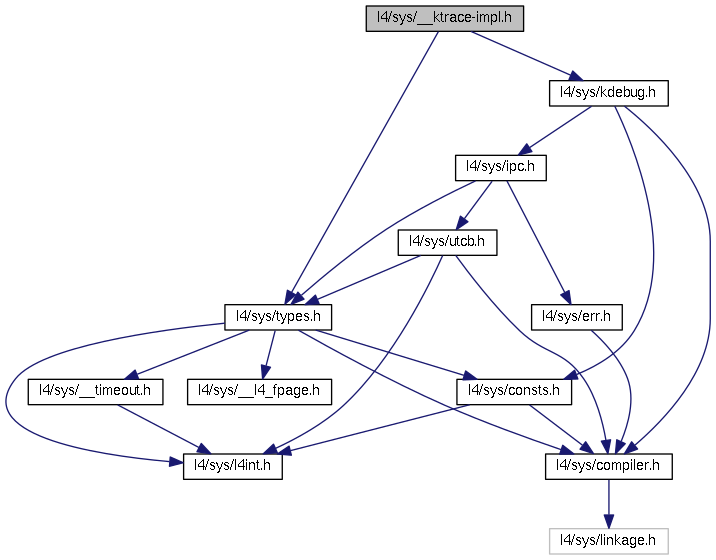 l4/sys/__ktrace-impl.h
l4/sys/kdebug.h
l4/sys/ipc.h
l4/sys/utcb.h
l4/sys/types.h
l4/sys/err.h
l4/sys/__timeout.h
l4/sys/__l4_fpage.h
l4/sys/consts.h
l4/sys/l4int.h
l4/sys/compiler.h
l4/sys/linkage.h